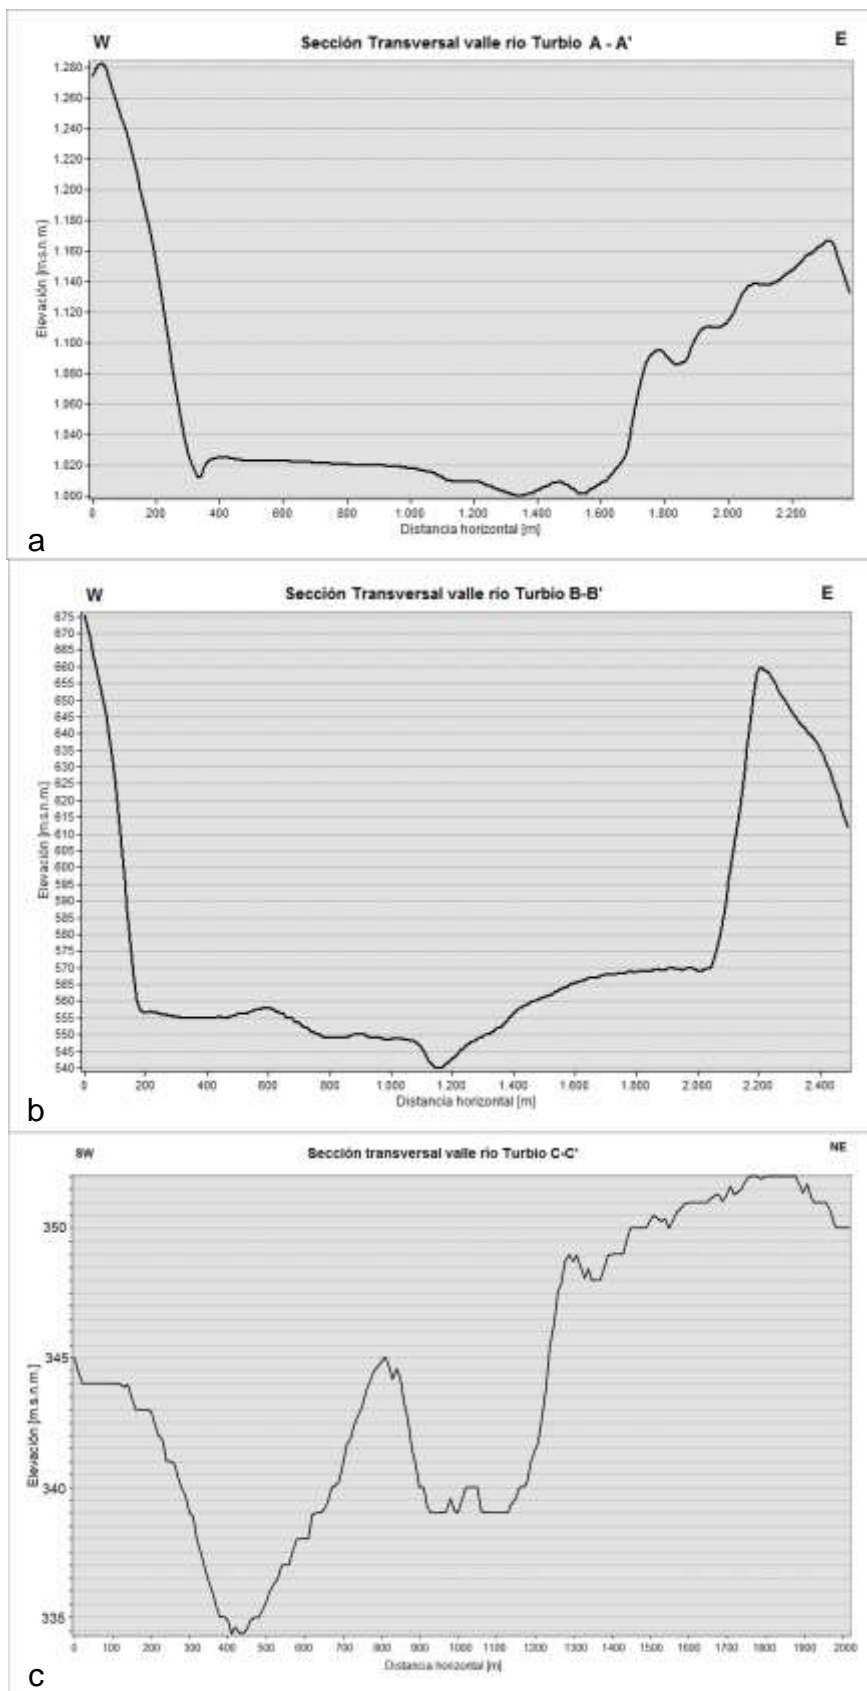 Sección Transversal valle río Turbio A - A'
W
E
1.280
1.260
1.240
1.220
1.200
1.180
1.160
1.140
1.120
1.100
1.080
1.060
1.040
1.020
1.000
Elevación [m.s.n.m.]
0 200 400 600 800 1.000 1.200 1.400 1.600 1.800 2.000 2.200
Distancia horizontal [m]
a
W
Sección Transversal valle río Turbio B-B'
E
675
670
665
660
655
650
645
640
635
630
625
620
615
610
605
600
595
590
585
580
575
570
565
560
555
550
545
540
Elevación [m.s.n.m.]
0 200 400 600 800 1.000 1.200 1.400 1.600 1.800 2.000 2.200 2.400
Distancia horizontal [m]
b
SW
Sección transversal valle río Turbio C-C'
NE
350
345
340
335
Elevación [m.s.n.m.]
0 100 200 300 400 500 600 700 800 900 1000 1100 1200 1300 1400 1500 1600 1700 1800 1900 2000
Distancia horizontal [m]
c